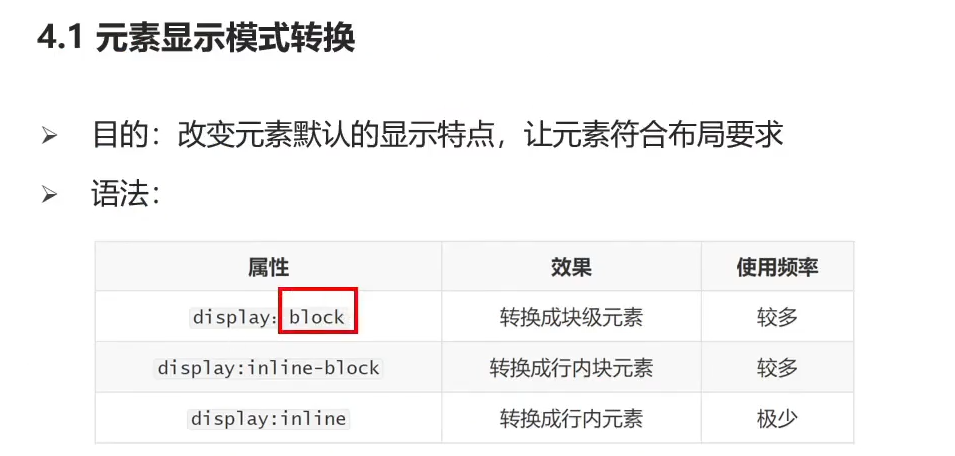 4.1 元素显示模式转换
➢ 目的：改变元素默认的显示特点，让元素符合布局要求
➢ 语法：
属性 效果 使用频率
display：block 转换成块级元素 较多
display:inline-block 转换成行内块元素 较多
display:inline 转换成行内元素 极少